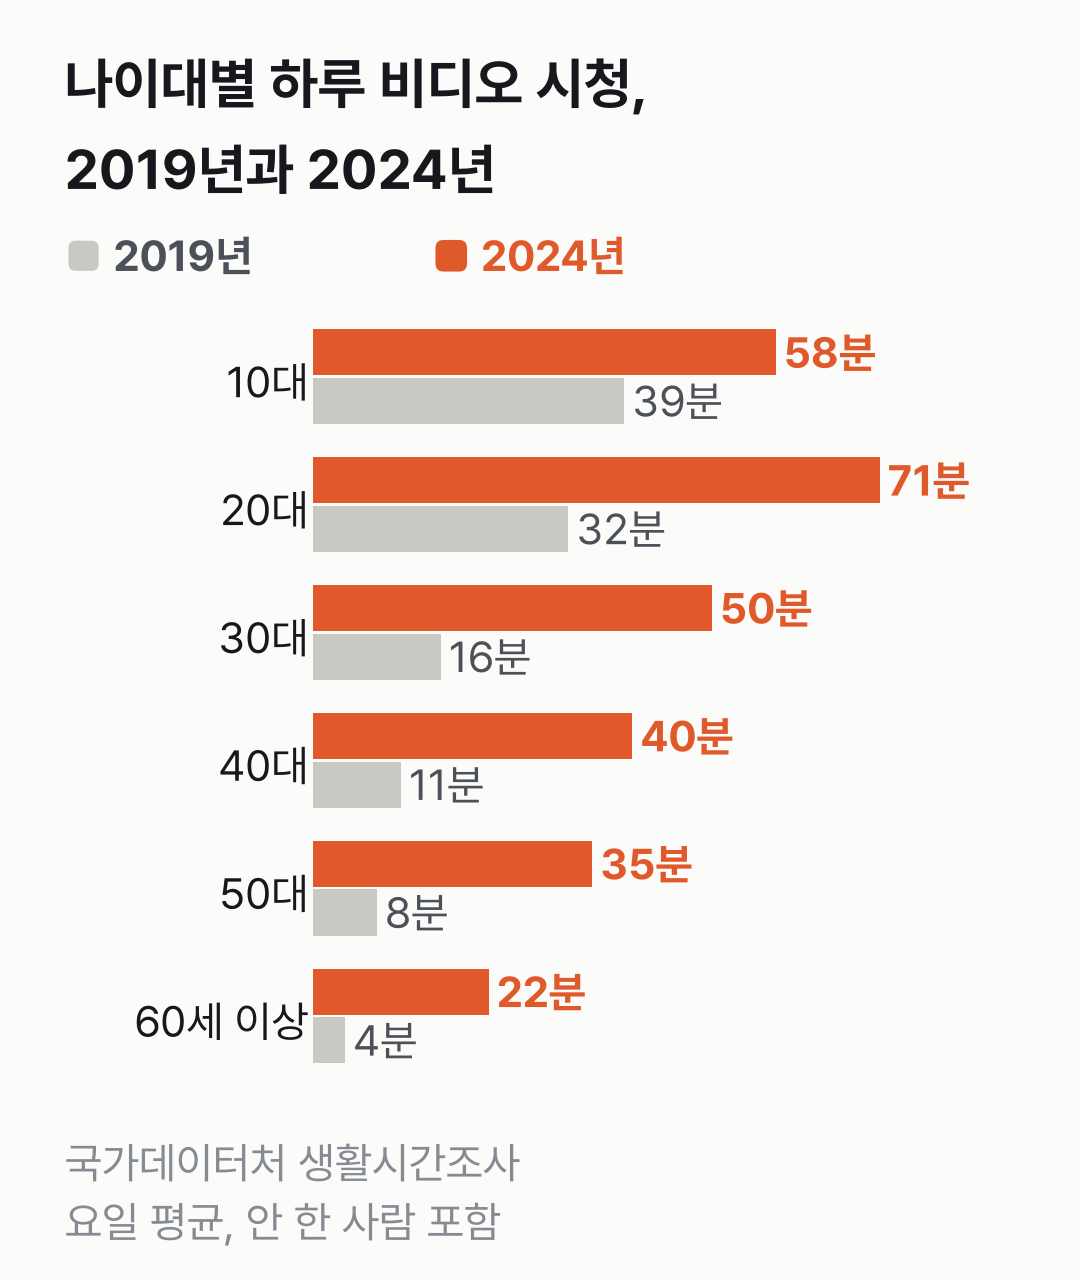 나이대별 하루 비디오 시청,
2019년과 2024년
2019년 2024년
58분
10대
39분
71분
20대
32분
50분
30대
16분
40분
40대
11분
35분
50대
8분
22분
60세 이상
4분
국가데이터처 생활시간조사
요일 평균, 안 한 사람 포함